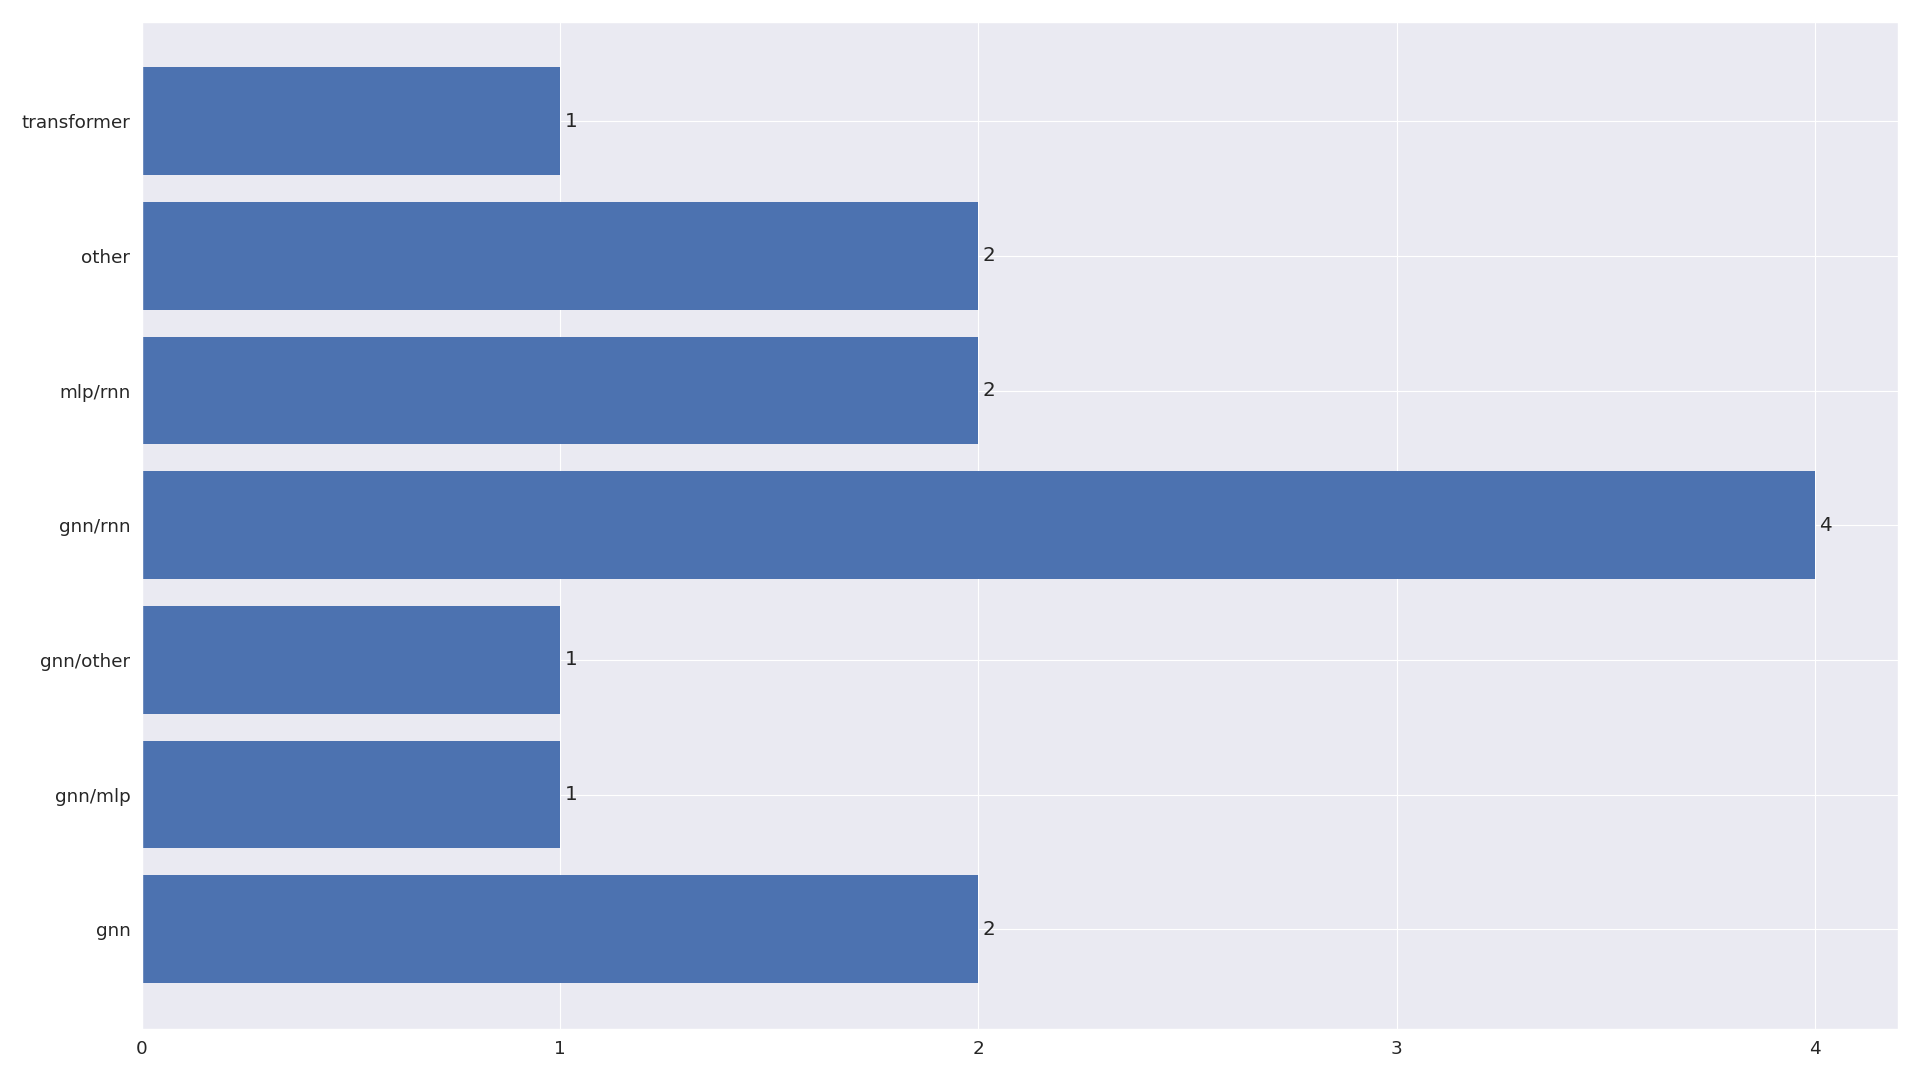 transformer 1
other 2
mlp/rnn 2
gnn/rnn 4
gnn/other 1
gnn/mlp 1
gnn 2
0 1 2 3 4